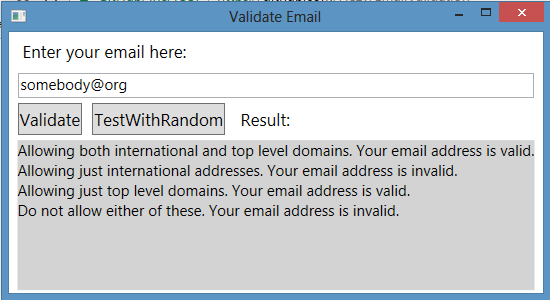 Validate Email
Enter your email here:
somebody@org
Validate TestWithRandom Result:
Allowing both international and top level domains. Your email address is valid.
Allowing just international addresses. Your email address is invalid.
Allowing just top level domains. Your email address is valid.
Do not allow either of these. Your email address is invalid.